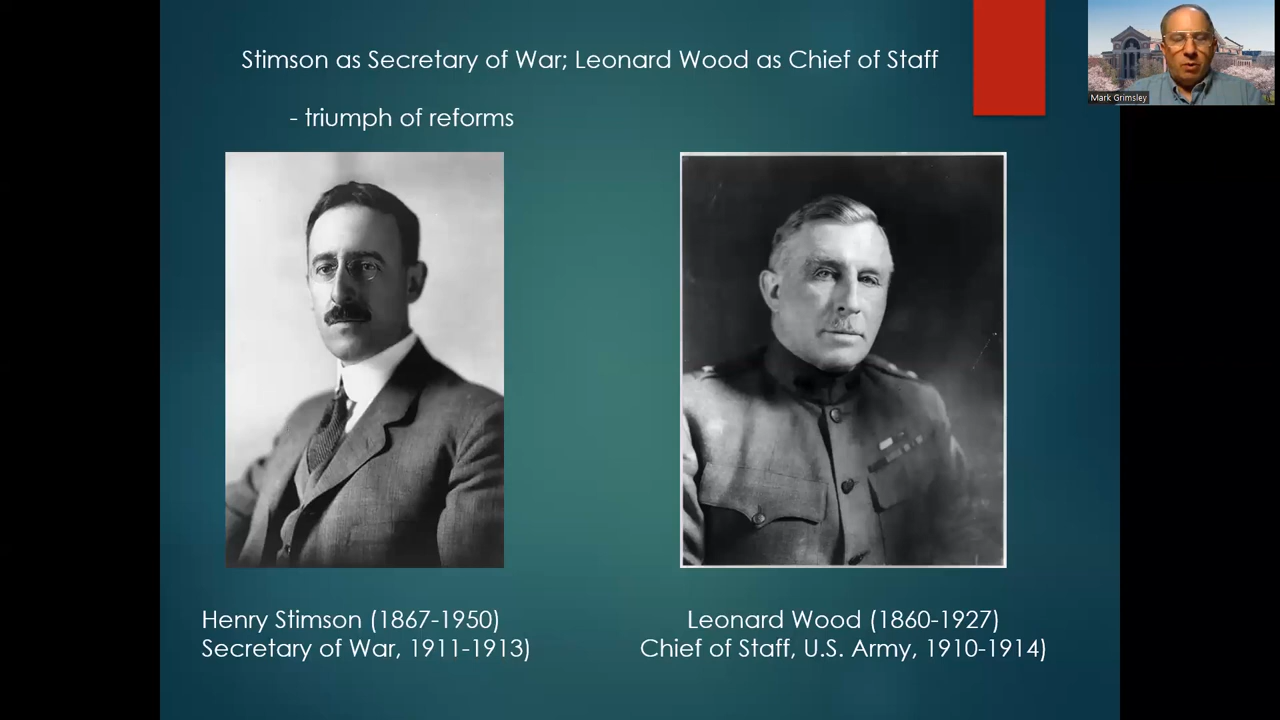 Stimson as Secretary of War; Leonard Wood as Chief of Staff
- triumph of reforms
Mark Grimsley
Henry Stimson (1867-1950)
Secretary of War, 1911-1913)
Leonard Wood (1860-1927)
Chief of Staff, U.S. Army, 1910-1914)